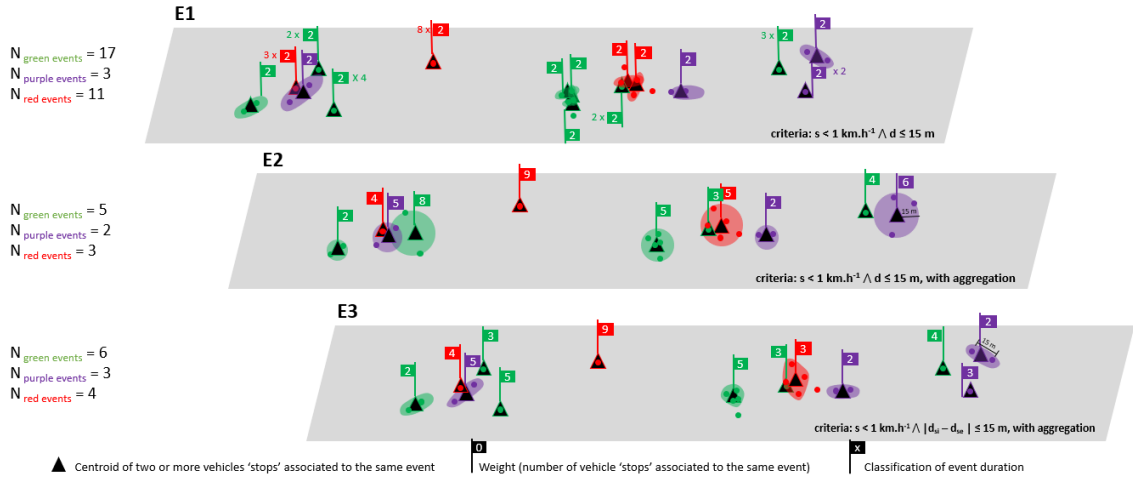 E1
N green events = 17
N purple events = 3
N red events = 11
2 x 2
3 x 2
2
2
2
2 x 4
8 x 2
2
2
2
2 x 2
2
2
2
3 x 2
2
2 x 2
criteria: s < 1 km.h⁻¹ ∧ d ≤ 15 m
E2
N green events = 5
N purple events = 2
N red events = 3
2
4
5
8
9
5
3
5
2
4
6
15 m
criteria: s < 1 km.h⁻¹ ∧ d ≤ 15 m, with aggregation
E3
N green events = 6
N purple events = 3
N red events = 4
2
4
5
3
5
9
5
3
3
2
4
3
2
15 m
criteria: s < 1 km.h⁻¹ ∧ |dsi – dse| ≤ 15 m, with aggregation
Centroid of two or more vehicles ‘stops’ associated to the same event
0
Weight (number of vehicle ‘stops’ associated to the same event)
x
Classification of event duration